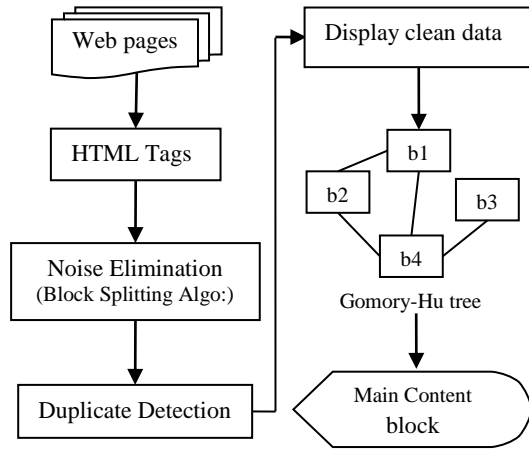 Web pages
HTML Tags
Noise Elimination
(Block Splitting Algo:)
Duplicate Detection
Display clean data
b1
b2
b3
b4
Gomory-Hu tree
Main Content
block